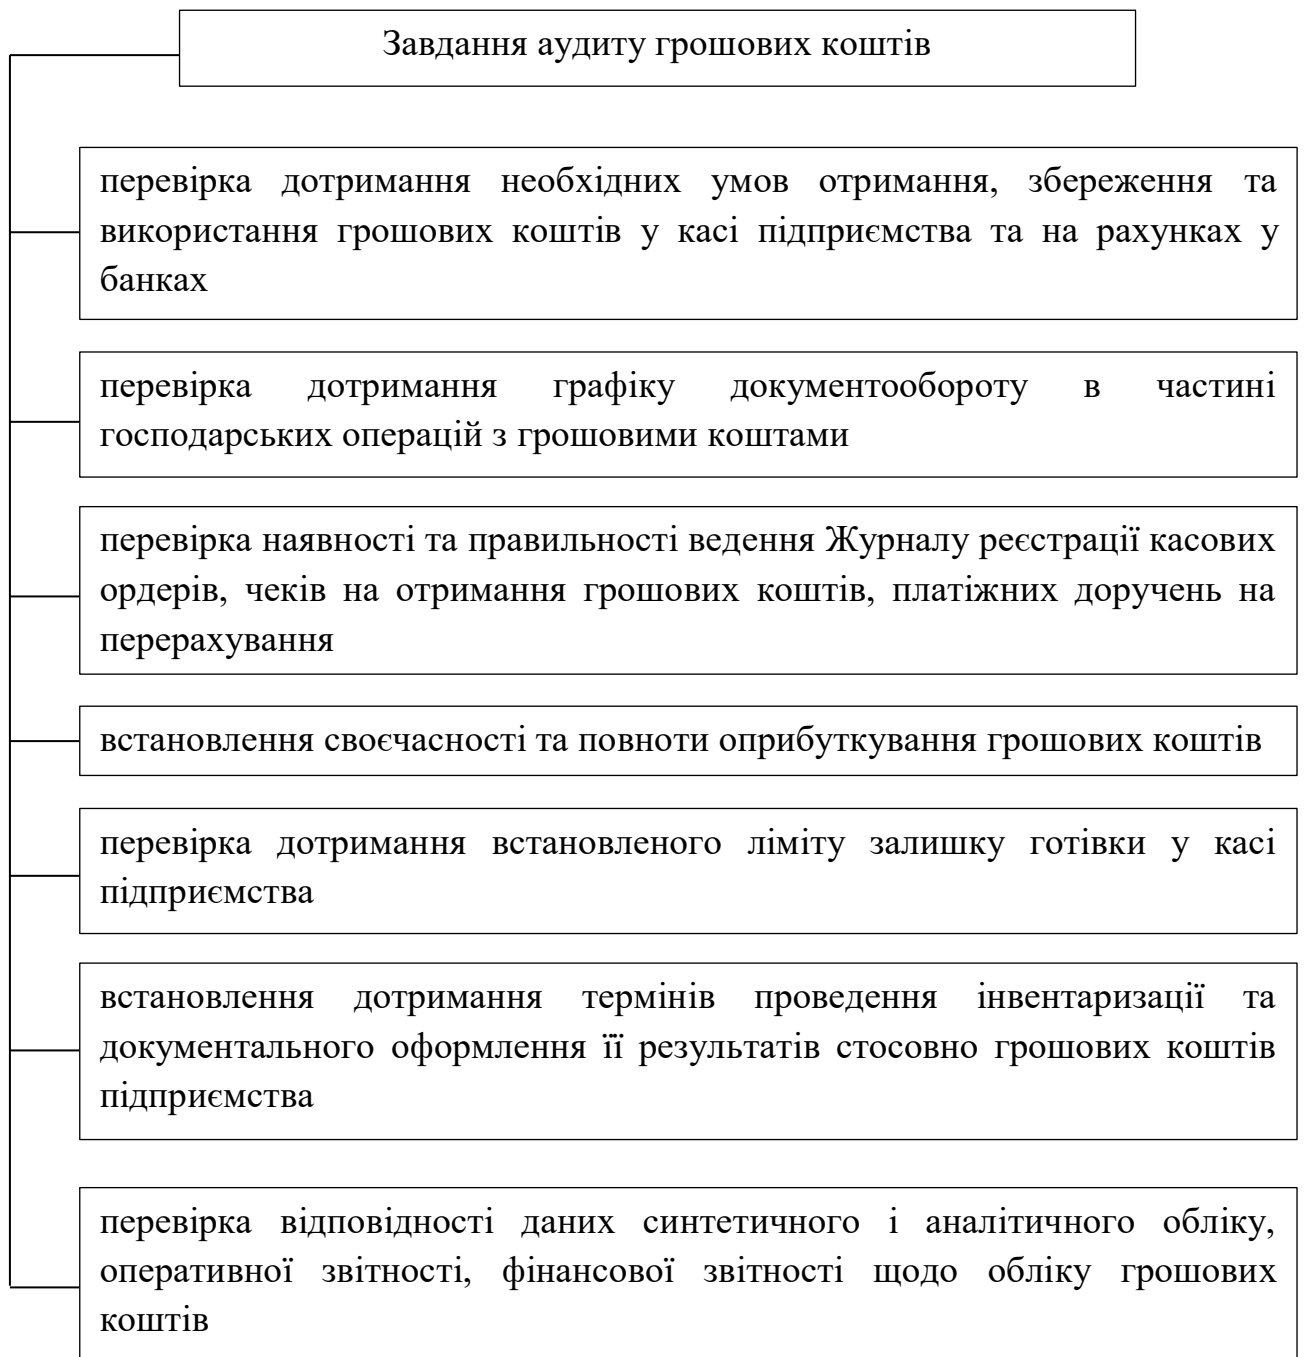 Завдання аудиту грошових коштів
перевірка дотримання необхідних умов отримання, збереження та
використання грошових коштів у касі підприємства та на рахунках у
банках
перевірка дотримання графіку документообороту в частині
господарських операцій з грошовими коштами
перевірка наявності та правильності ведення Журналу реєстрації касових
ордерів, чеків на отримання грошових коштів, платіжних доручень на
перерахування
встановлення своєчасності та повноти оприбуткування грошових коштів
перевірка дотримання встановленого ліміту залишку готівки у касі
підприємства
встановлення дотримання термінів проведення інвентаризації та
документального оформлення її результатів стосовно грошових коштів
підприємства
перевірка відповідності даних синтетичного і аналітичного обліку,
оперативної звітності, фінансової звітності щодо обліку грошових
коштів